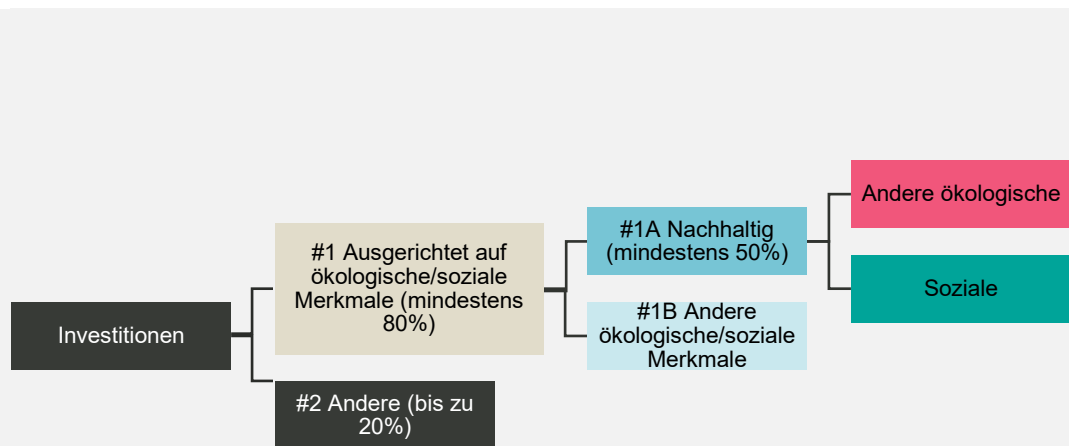 Investitionen
#1 Ausgerichtet auf
ökologische/soziale
Merkmale (mindestens
80%)
#2 Andere (bis zu
20%)
#1A Nachhaltig
(mindestens 50%)
#1B Andere
ökologische/soziale
Merkmale
Andere ökologische
Soziale